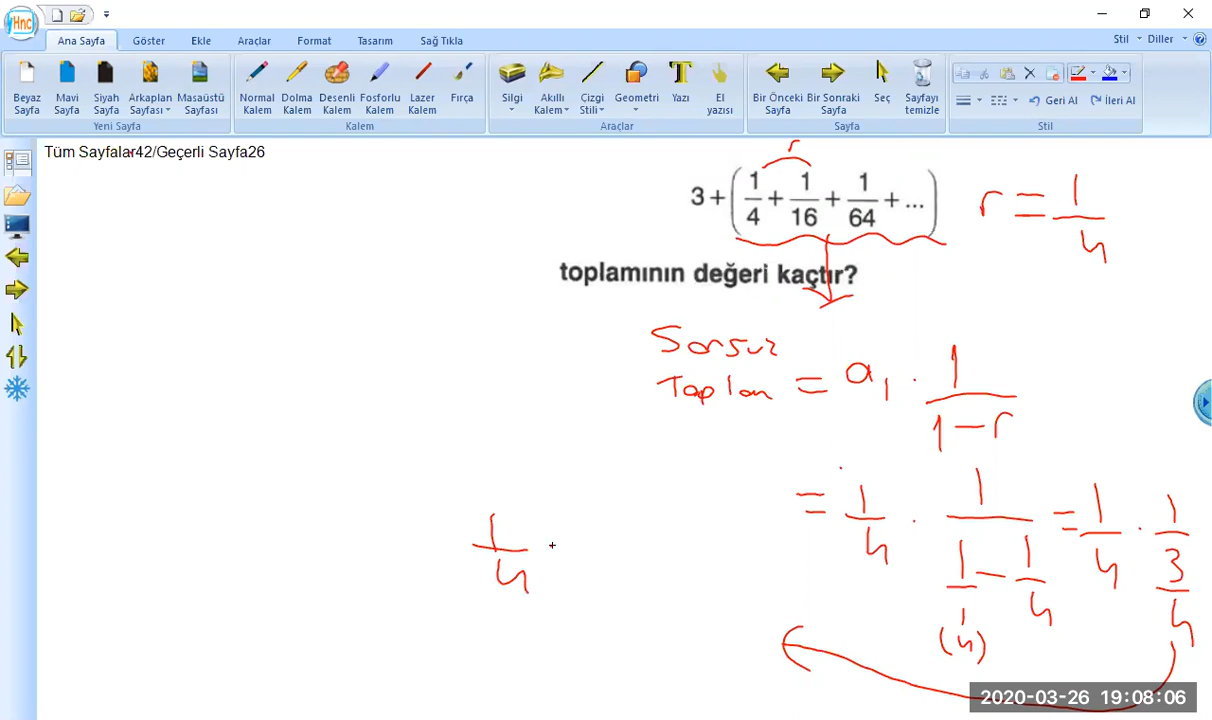 Hnc
Ana Sayfa Göster Ekle Araçlar Format Tasarım Sağ Tıkla Stil Diller
Beyaz Sayfa Mavi Sayfa Siyah Sayfa Arkaplan Sayfası Masaüstü Sayfası
Yeni Sayfa
Normal Kalem Dolma Kalem Desenli Kalem Fosforlu Kalem Lazer Kalem Fırça
Kalem
Silgi Akıllı Kalem Çizgi Stili Geometri Yazı El yazısı
Araçlar
Bir Önceki Sayfa Bir Sonraki Sayfa Seç Sayfayı temizle
Sayfa
Geri Al İleri Al
Stil
Tüm Sayfalar42/Geçerli Sayfa26
r
3 + (1/4 + 1/16 + 1/64 + ...) r = 1/4
toplamının değeri kaçtır?
Sonsuz
Toplam = a₁ · 1/(1-r)
= 1/4 · 1/(1/1 - 1/4) = 1/4 · 1/(3/4)
(4)
1/4
2020-03-26 19:08:06